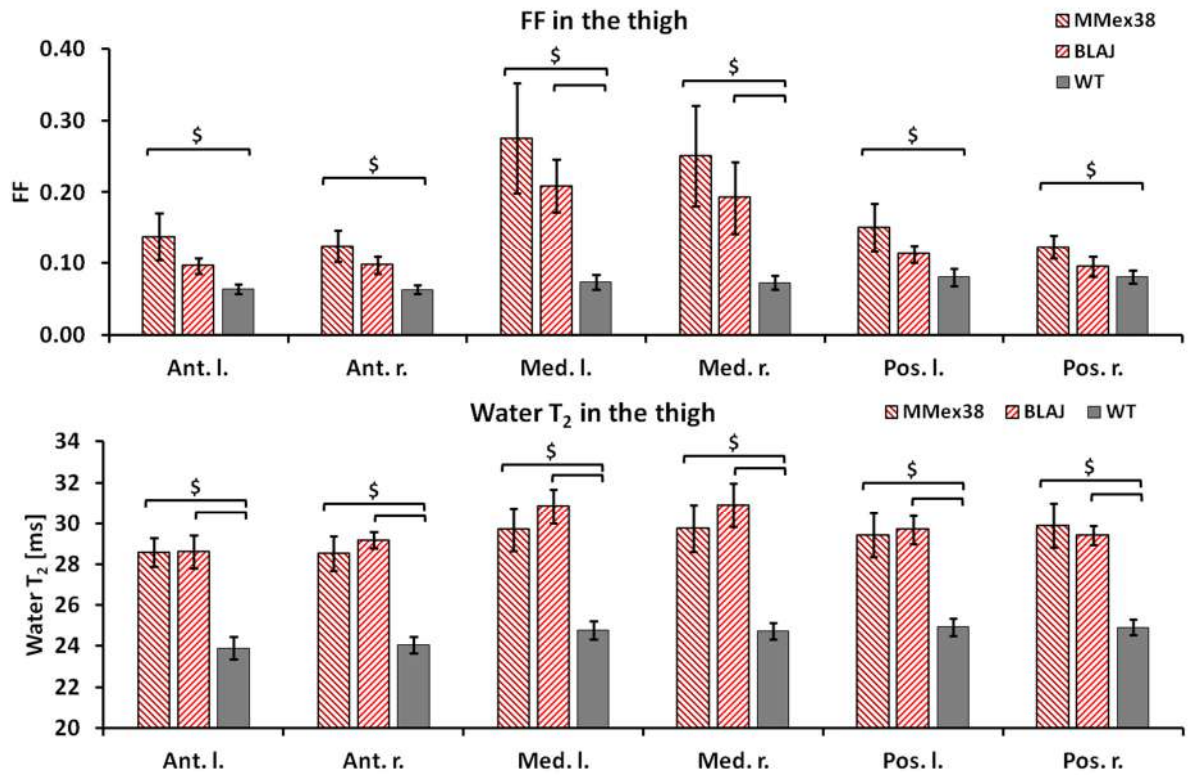 FF in the thigh
MMex38
BLAJ
WT
0.40
0.30
0.20
0.10
0.00
FF
$ $ $ $ $ $
Ant. l. Ant. r. Med. l. Med. r. Pos. l. Pos. r.
Water T2 in the thigh
MMex38 BLAJ WT
34
32
30
28
26
24
22
20
Water T2 [ms]
$ $ $ $ $ $
Ant. l. Ant. r. Med. l. Med. r. Pos. l. Pos. r.